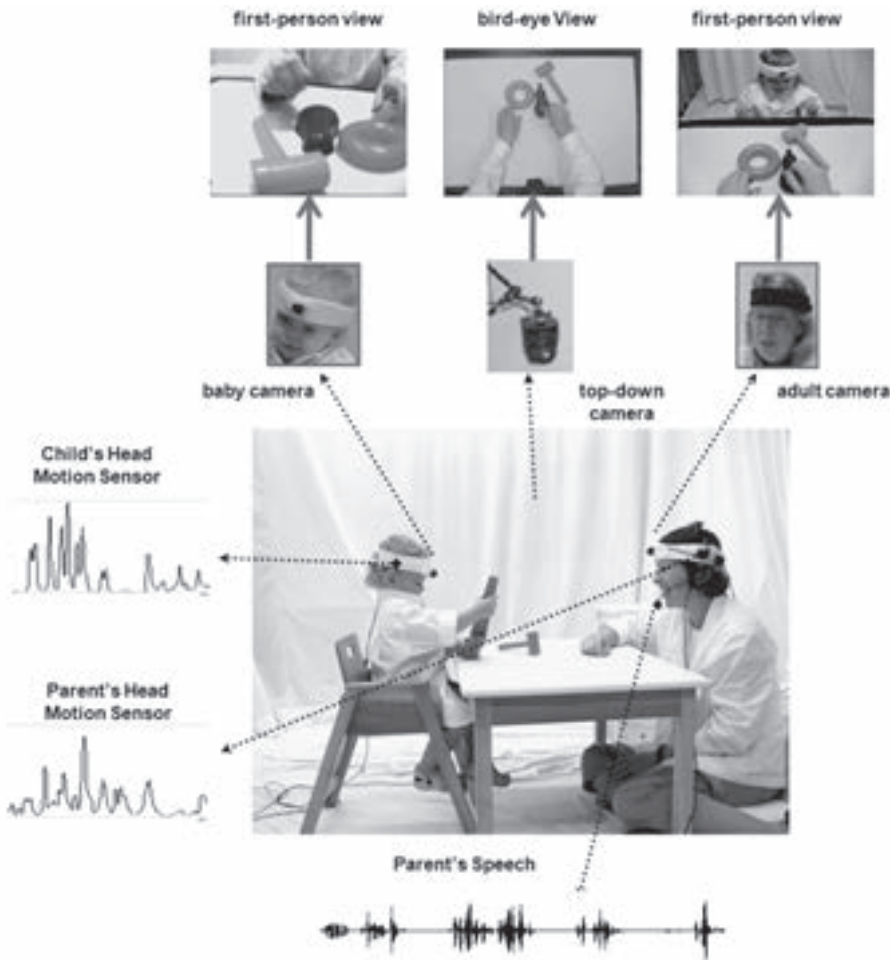 first-person view
bird-eye View
first-person view
baby camera
top-down
camera
adult camera
Child's Head
Motion Sensor
Parent's Head
Motion Sensor
Parent's Speech